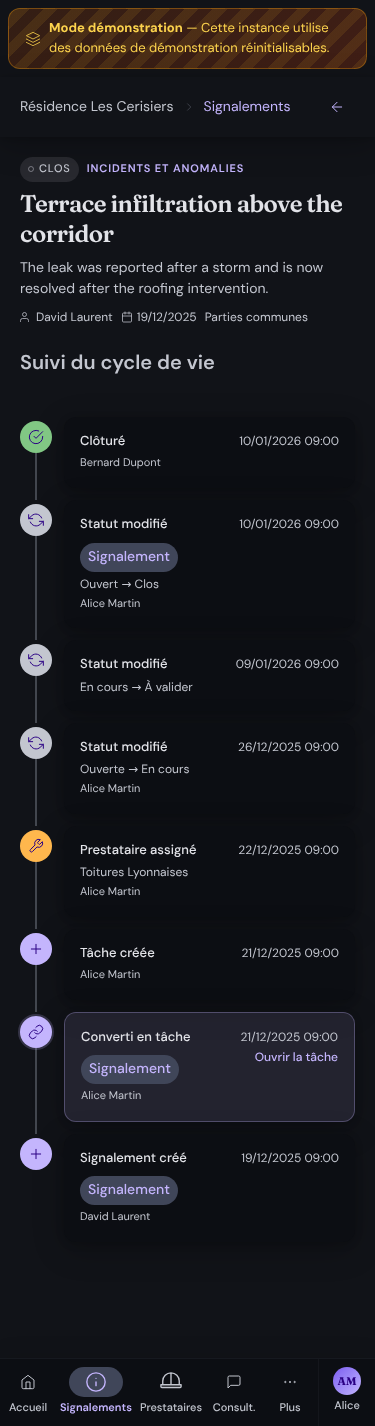 Mode démonstration — Cette instance utilise
des données de démonstration réinitialisables.
Résidence Les Cerisiers > Signalements ←
CLOS INCIDENTS ET ANOMALIES
Terrace infiltration above the
corridor
The leak was reported after a storm and is now
resolved after the roofing intervention.
David Laurent 19/12/2025 Parties communes
Suivi du cycle de vie
Clôturé 10/01/2026 09:00
Bernard Dupont
Statut modifié 10/01/2026 09:00
Signalement
Ouvert → Clos
Alice Martin
Statut modifié 09/01/2026 09:00
En cours → À valider
Statut modifié 26/12/2025 09:00
Ouverte → En cours
Alice Martin
Prestataire assigné 22/12/2025 09:00
Toitures Lyonnaises
Alice Martin
Tâche créée 21/12/2025 09:00
Alice Martin
Converti en tâche 21/12/2025 09:00
Ouvrir la tâche
Signalement
Alice Martin
Signalement créé 19/12/2025 09:00
Signalement
David Laurent
AM
Accueil Signalements Prestataires Consult. Plus Alice